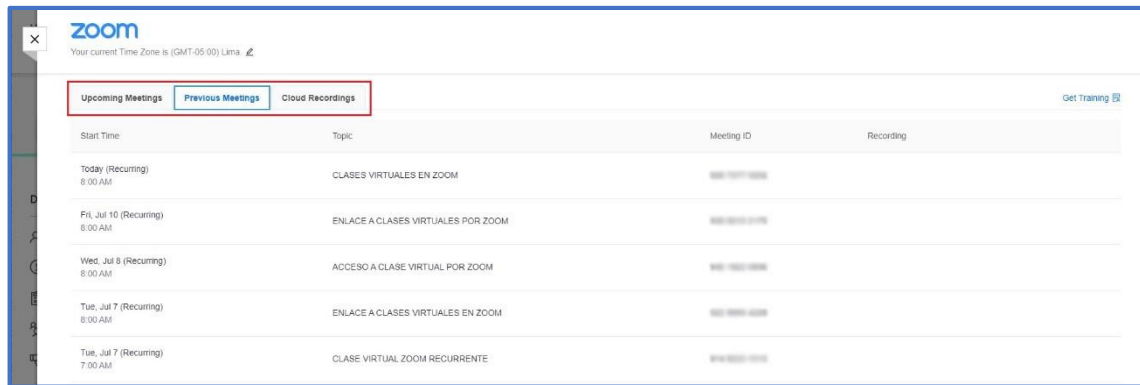 zoom
Your current Time Zone is (GMT-05:00) Lima.
Upcoming Meetings Previous Meetings Cloud Recordings Get Training
Start Time Topic Meeting ID Recording
Today (Recurring)
8:00 AM
CLASES VIRTUALES EN ZOOM
Fri, Jul 10 (Recurring)
8:00 AM
ENLACE A CLASES VIRTUALES POR ZOOM
Wed, Jul 8 (Recurring)
8:00 AM
ACCESO A CLASE VIRTUAL POR ZOOM
Tue, Jul 7 (Recurring)
8:00 AM
ENLACE A CLASES VIRTUALES EN ZOOM
Tue, Jul 7 (Recurring)
7:00 AM
CLASE VIRTUAL ZOOM RECURRENTE
D